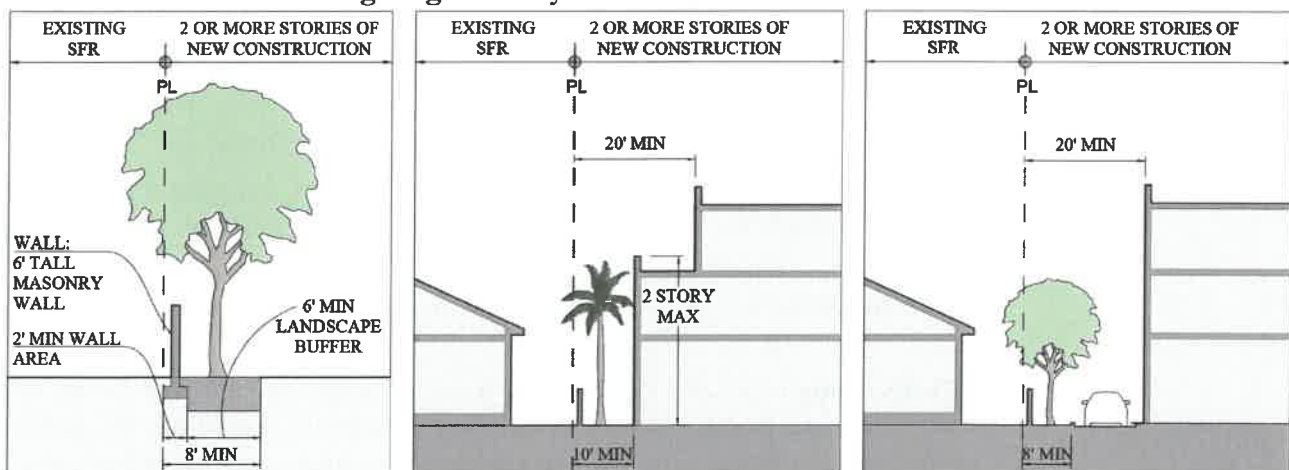 EXISTING
SFR
2 OR MORE STORIES OF
NEW CONSTRUCTION
PL
WALL:
6' TALL
MASONRY
WALL
2' MIN WALL
AREA
6' MIN
LANDSCAPE
BUFFER
8' MIN
EXISTING
SFR
2 OR MORE STORIES OF
NEW CONSTRUCTION
PL
20' MIN
2 STORY
MAX
10' MIN
EXISTING
SFR
2 OR MORE STORIES OF
NEW CONSTRUCTION
PL
20' MIN
8' MIN